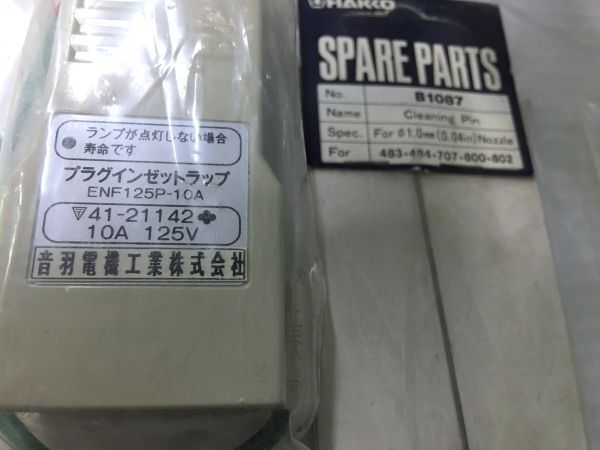 ランプが点灯しない場合
寿命です
プラグインゼットラップ
ENF125P-10A
41-21142
10A 125V
音羽電機工業株式会社
HAKKO
SPARE PARTS
No. B1087
Name Cleaning Pin
Spec. For ø1.0mm(0.04in)Nozzle
For 483-484-707-800-802